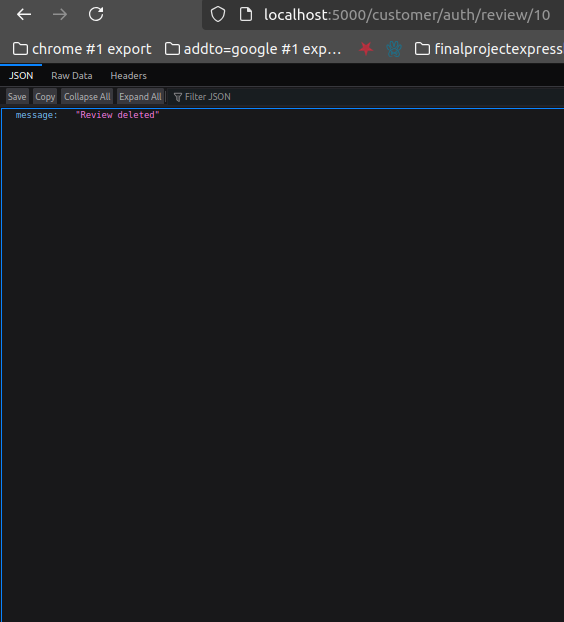 localhost:5000/customer/auth/review/10
chrome #1 export addto=google #1 exp... finalprojectexpress
JSON Raw Data Headers
Save Copy Collapse All Expand All Filter JSON
message: "Review deleted"